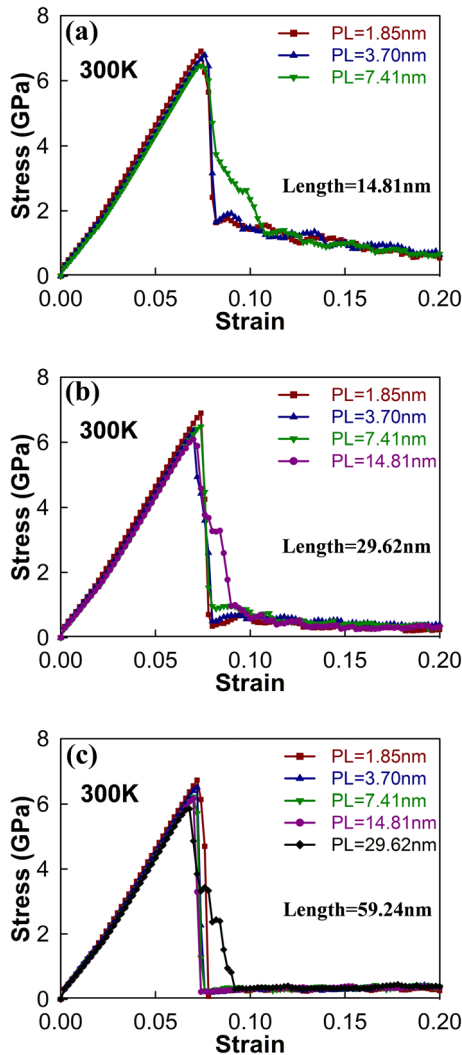 (a)
300K
PL=1.85nm
PL=3.70nm
PL=7.41nm
Length=14.81nm
Stress (GPa)
8
6
4
2
0
0.00 0.05 0.10 0.15 0.20
Strain
(b)
300K
PL=1.85nm
PL=3.70nm
PL=7.41nm
PL=14.81nm
Length=29.62nm
Stress (GPa)
8
6
4
2
0
0.00 0.05 0.10 0.15 0.20
Strain
(c)
300K
PL=1.85nm
PL=3.70nm
PL=7.41nm
PL=14.81nm
PL=29.62nm
Length=59.24nm
Stress (GPa)
8
6
4
2
0
0.00 0.05 0.10 0.15 0.20
Strain